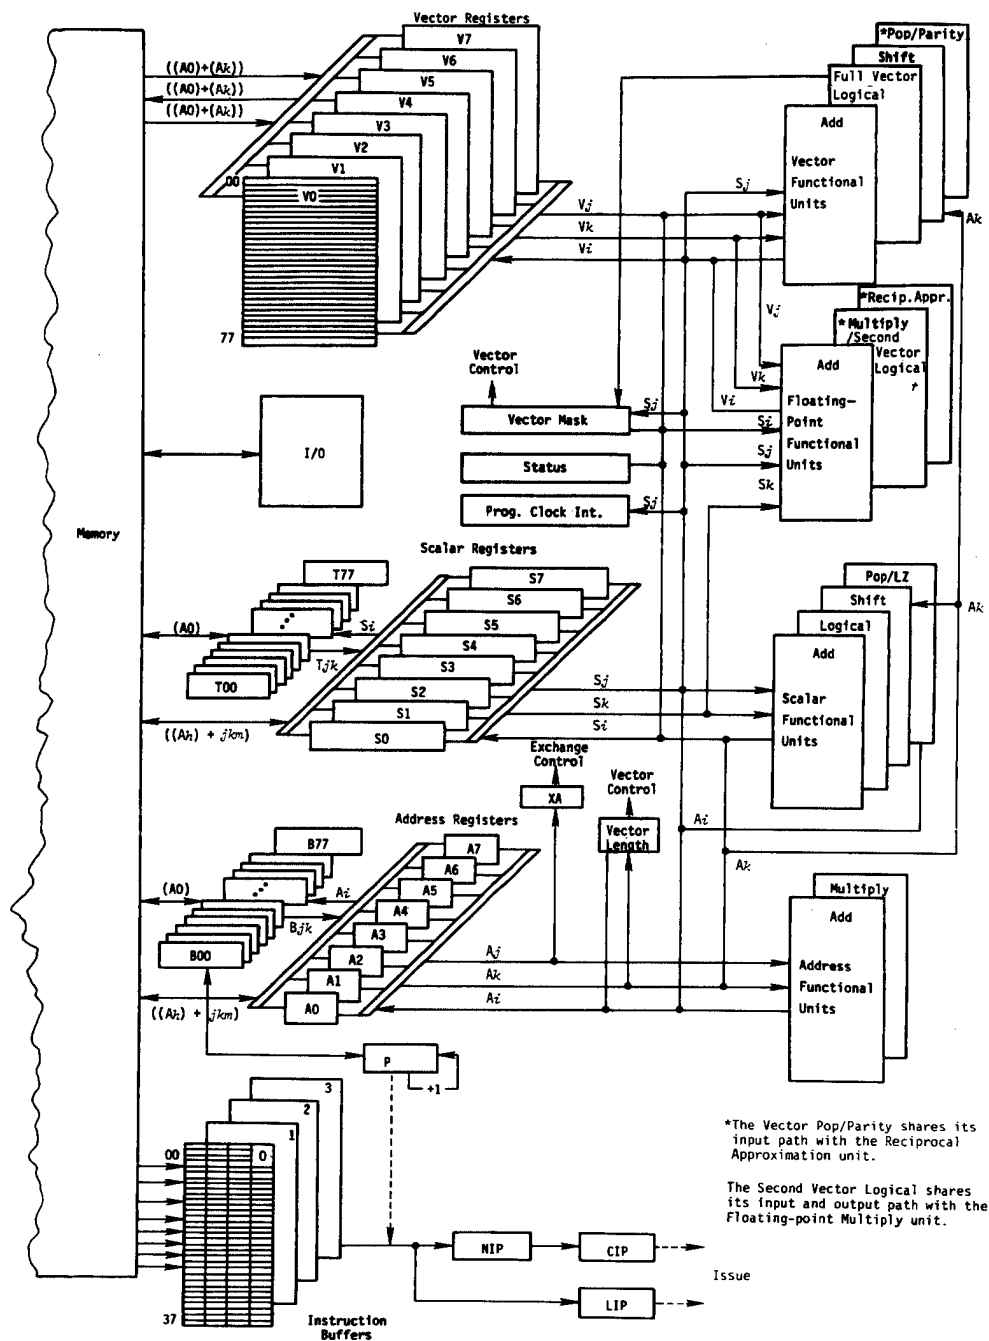 Vector Registers
V7
V6
V5
V4
V3
V2
V1
V0
00
77
((A0)+(Ak))
((A0)+(Ak))
((A0)+(Ak))
*Pop/Parity
Shift
Full Vector
Logical
Add
Vector
Functional
Units
Sj
Vj
Vk
Vi
Ak
Vj
*Recip.Appr.
*Multiply
/Second
Vector
Logical
†
Add
Floating-
Point
Functional
Units
Vk
Vi
Si
Sj
Sk
Vector
Control
Vector Mask
Sj
Status
Prog. Clock Int.
Sj
I/O
Memory
Scalar Registers
T77
T00
(A0)
Si
Tjk
((Ah) + jkm)
S7
S6
S5
S4
S3
S2
S1
S0
Sj
Sk
Si
Pop/LZ
Shift
Logical
Add
Scalar
Functional
Units
Ak
Exchange
Control
XA
Vector
Control
Vector
Length
Ai
Ak
Address Registers
B77
B00
(A0)
Ai
Bjk
((Ah) + jkm)
A7
A6
A5
A4
A3
A2
A1
A0
Aj
Ak
Ai
Multiply
Add
Address
Functional
Units
P
+1
3
2
1
0
00
37
Instruction
Buffers
NIP
CIP
LIP
Issue
*The Vector Pop/Parity shares its
input path with the Reciprocal
Approximation unit.
The Second Vector Logical shares
its input and output path with the
Floating-point Multiply unit.